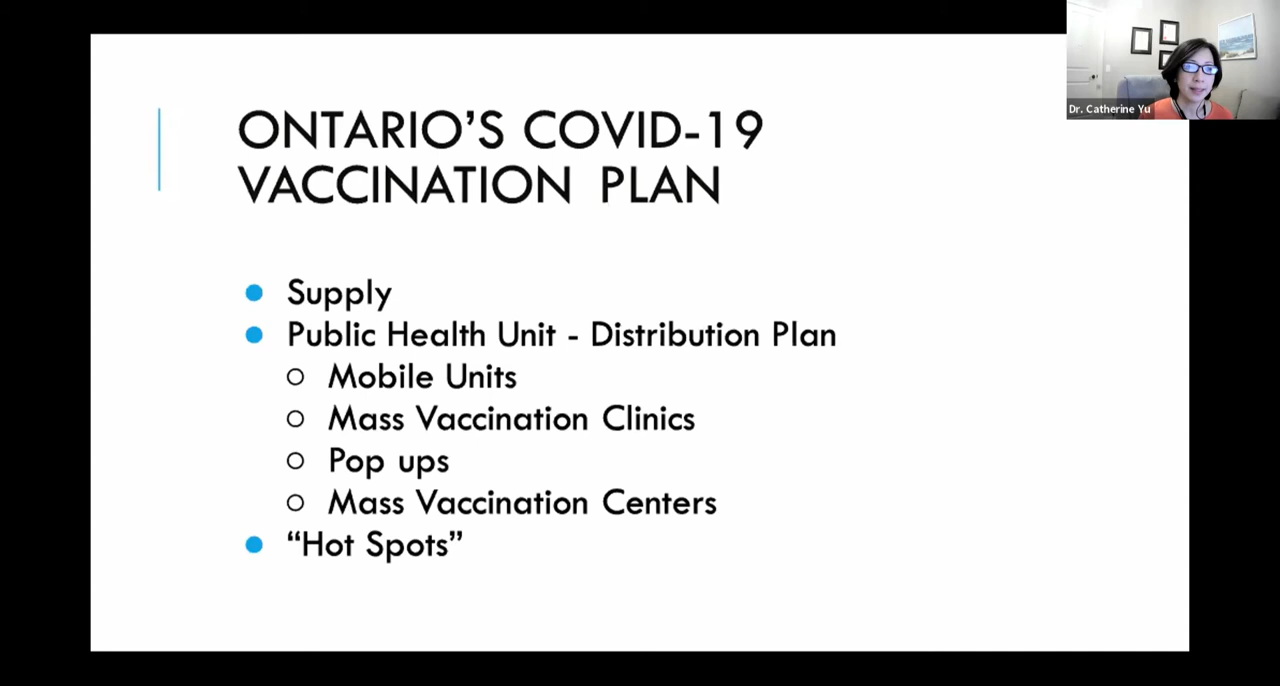 ONTARIO’S COVID-19
VACCINATION PLAN
Supply
Public Health Unit - Distribution Plan
Mobile Units
Mass Vaccination Clinics
Pop ups
Mass Vaccination Centers
“Hot Spots”
Dr. Catherine Yu